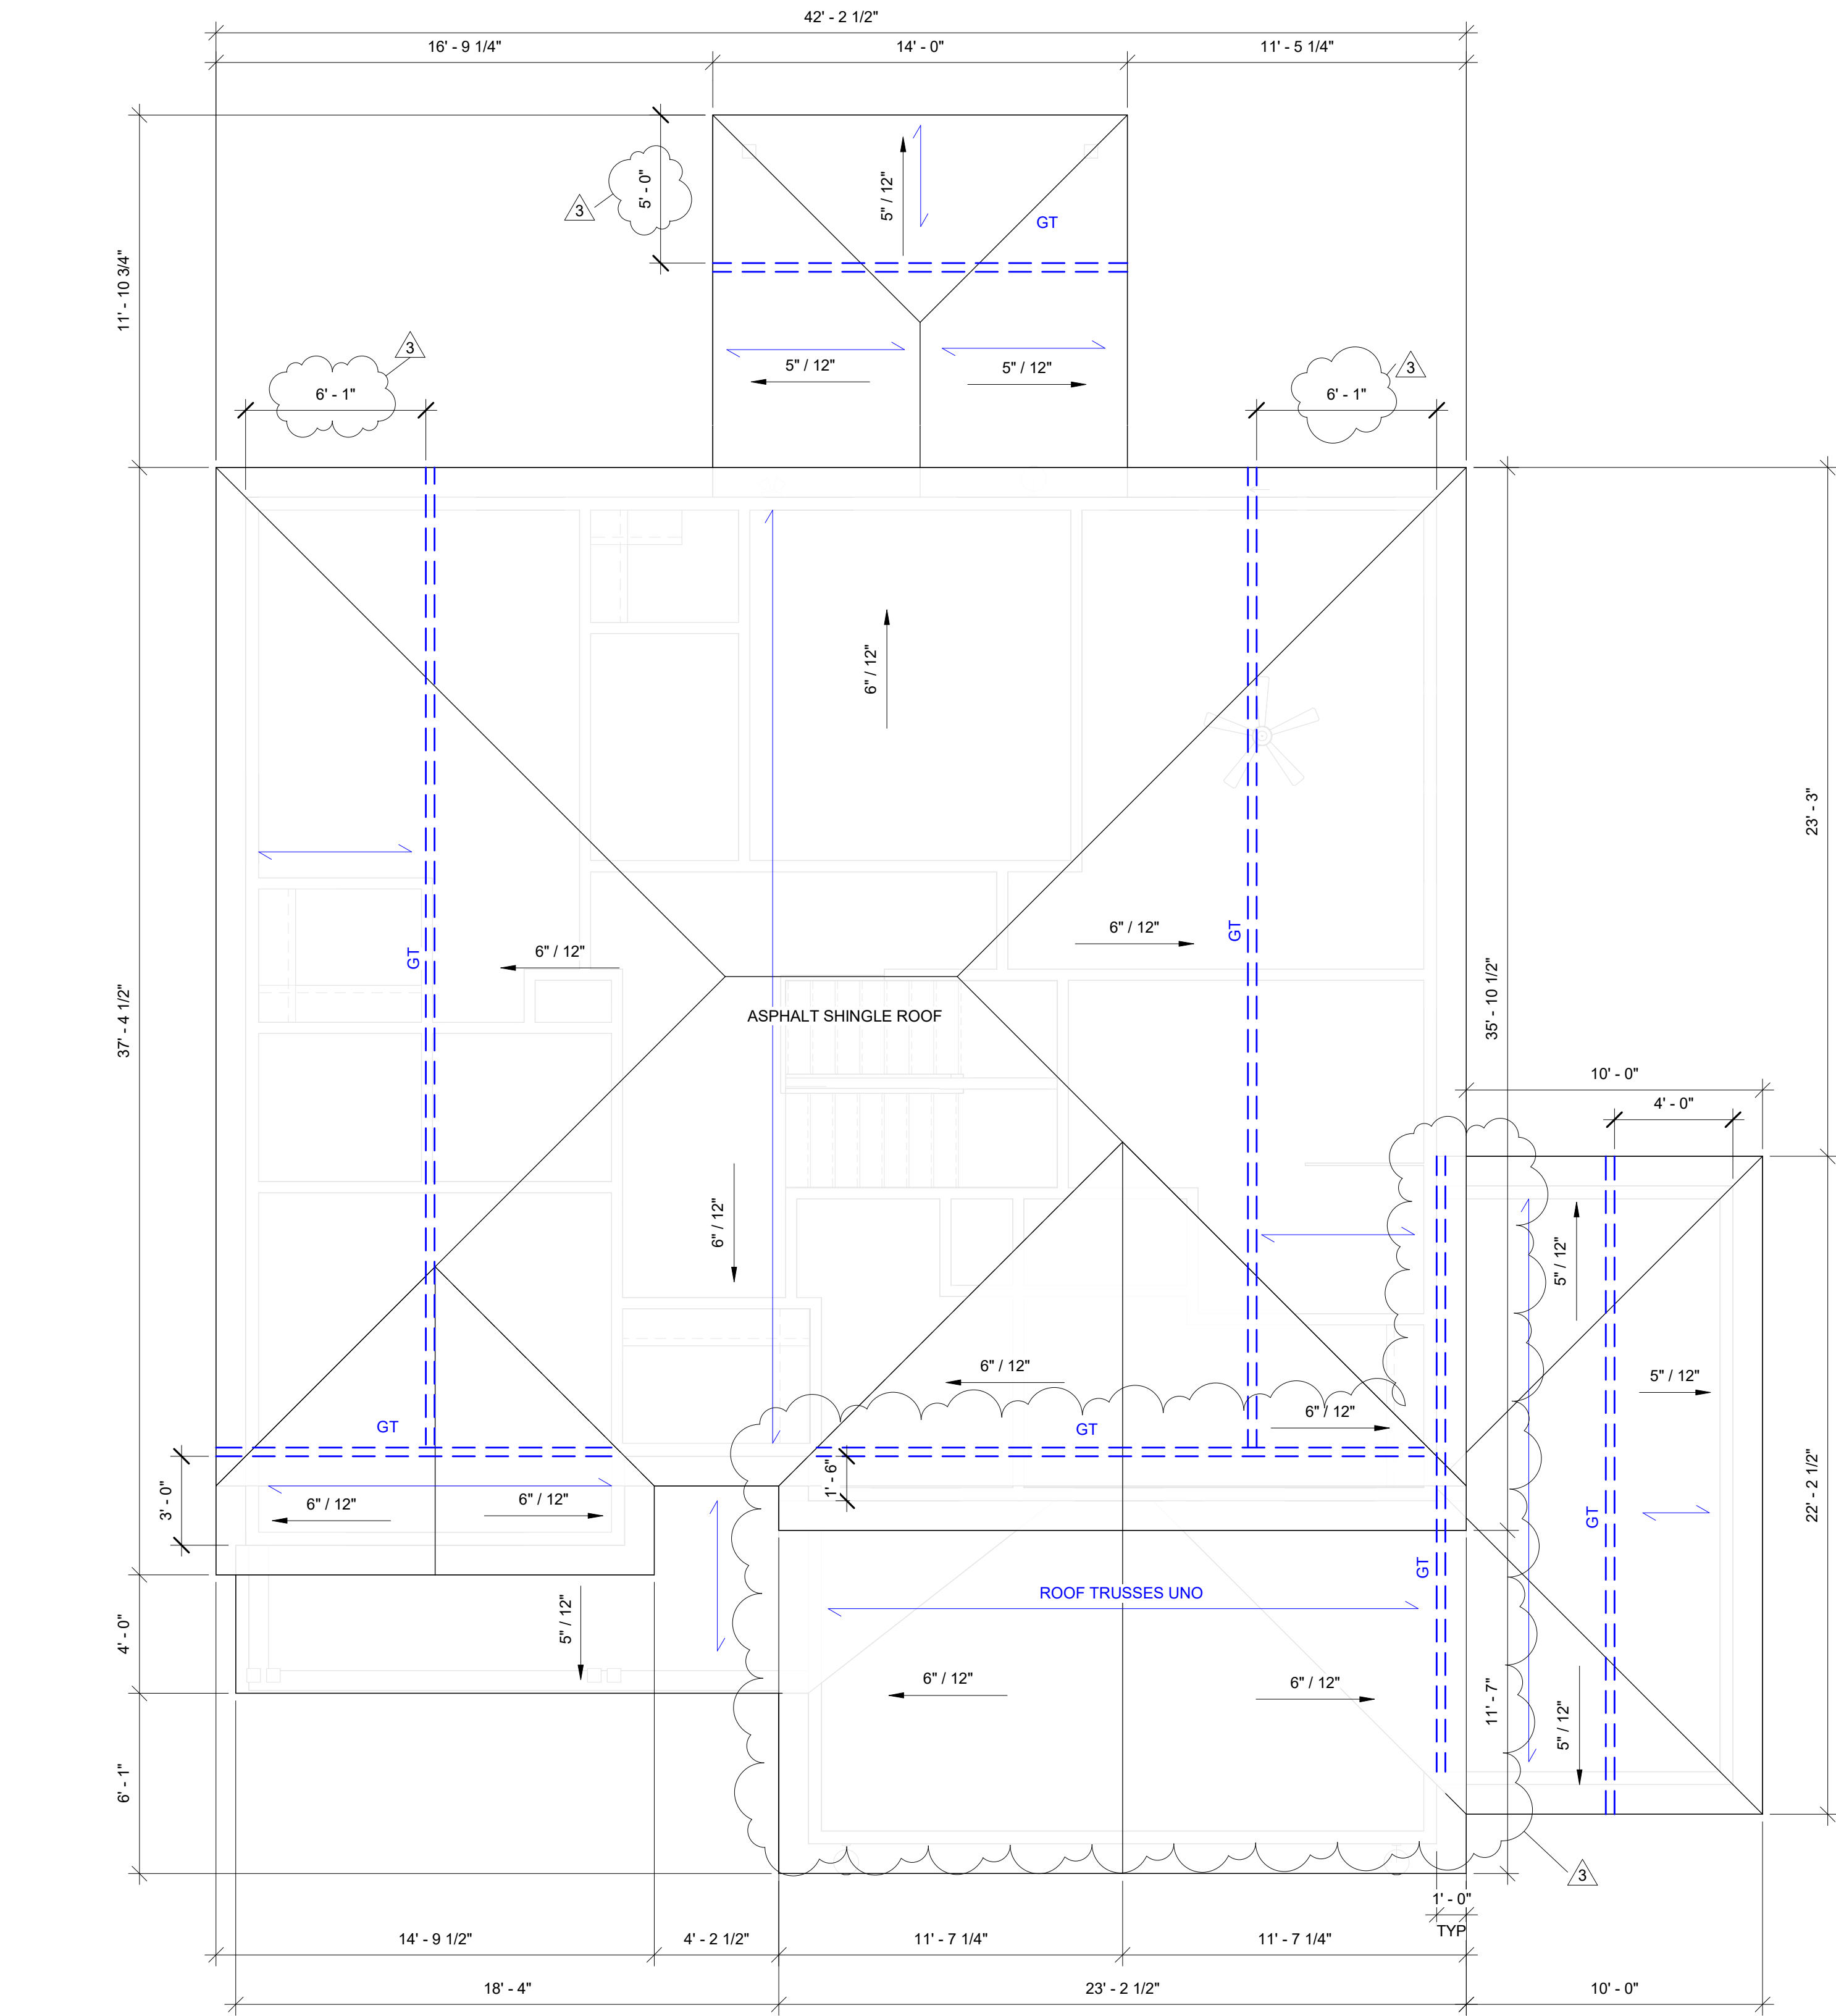 42' - 2 1/2"
16' - 9 1/4"
14' - 0"
11' - 5 1/4"
5' - 0"
3
5" / 12"
GT
11' - 10 3/4"
3
3
5" / 12"
5" / 12"
6' - 1"
6' - 1"
6" / 12"
23' - 3"
6" / 12"
6" / 12"
GT
GT
ASPHALT SHINGLE ROOF
37' - 4 1/2"
35' - 10 1/2"
10' - 0"
4' - 0"
6" / 12"
5" / 12"
6" / 12"
5" / 12"
6" / 12"
GT
GT
1' - 6"
3' - 0"
6" / 12"
6" / 12"
GT
22' - 2 1/2"
GT
ROOF TRUSSES UNO
5" / 12"
4' - 0"
6" / 12"
6" / 12"
11' - 7"
5" / 12"
6' - 1"
3
1' - 0"
TYP
14' - 9 1/2"
4' - 2 1/2"
11' - 7 1/4"
11' - 7 1/4"
18' - 4"
23' - 2 1/2"
10' - 0"